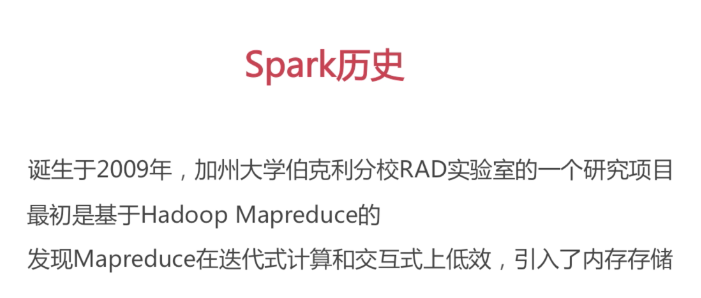 Spark历史
诞生于2009年，加州大学伯克利分校RAD实验室的一个研究项目
最初是基于Hadoop Mapreduce的
发现Mapreduce在迭代式计算和交互式上低效，引入了内存存储